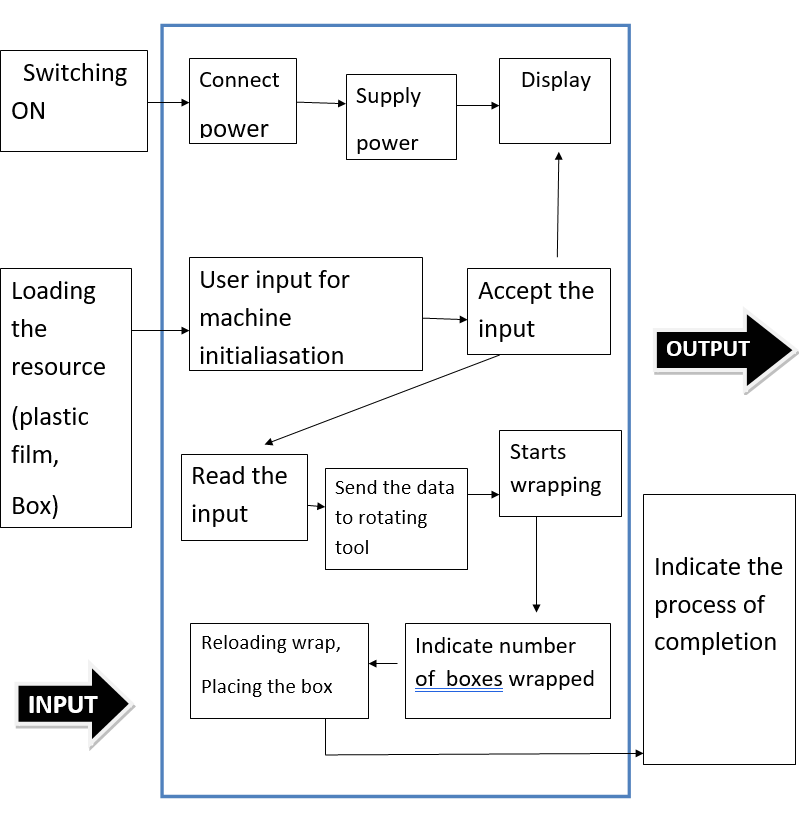 Switching
ON
Connect
power
Supply
power
Display
Loading
the
resource
(plastic
film,
Box)
User input for
machine
initialiasation
Accept the
input
OUTPUT
Read the
input
Send the data
to rotating
tool
Starts
wrapping
Indicate the
process of
completion
Reloading wrap,
Placing the box
Indicate number
of  boxes wrapped
INPUT